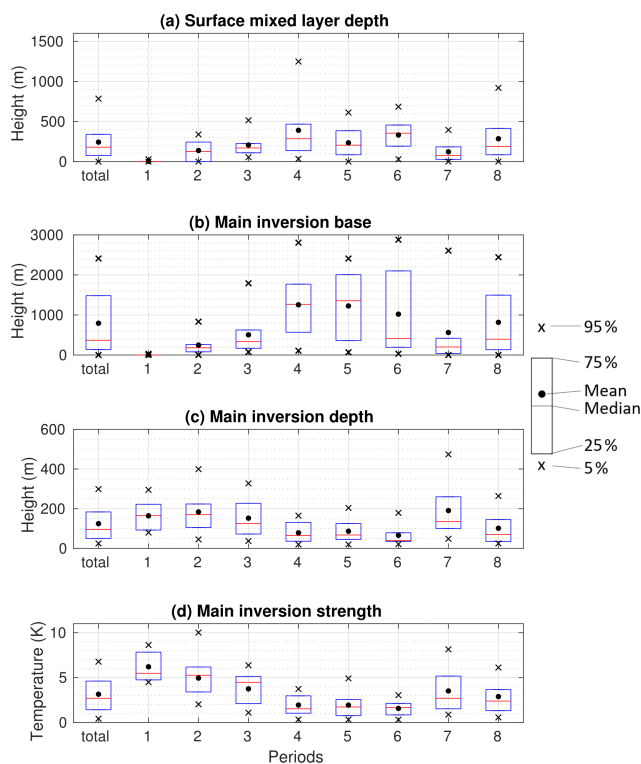 (a) Surface mixed layer depth
Height (m)
1500
1000
500
0
total 1 2 3 4 5 6 7 8
(b) Main inversion base
Height (m)
3000
2000
1000
0
total 1 2 3 4 5 6 7 8
95%
75%
Mean
Median
25%
5%
(c) Main inversion depth
Height (m)
600
400
200
0
total 1 2 3 4 5 6 7 8
(d) Main inversion strength
Temperature (K)
10
5
0
total 1 2 3 4 5 6 7 8
Periods